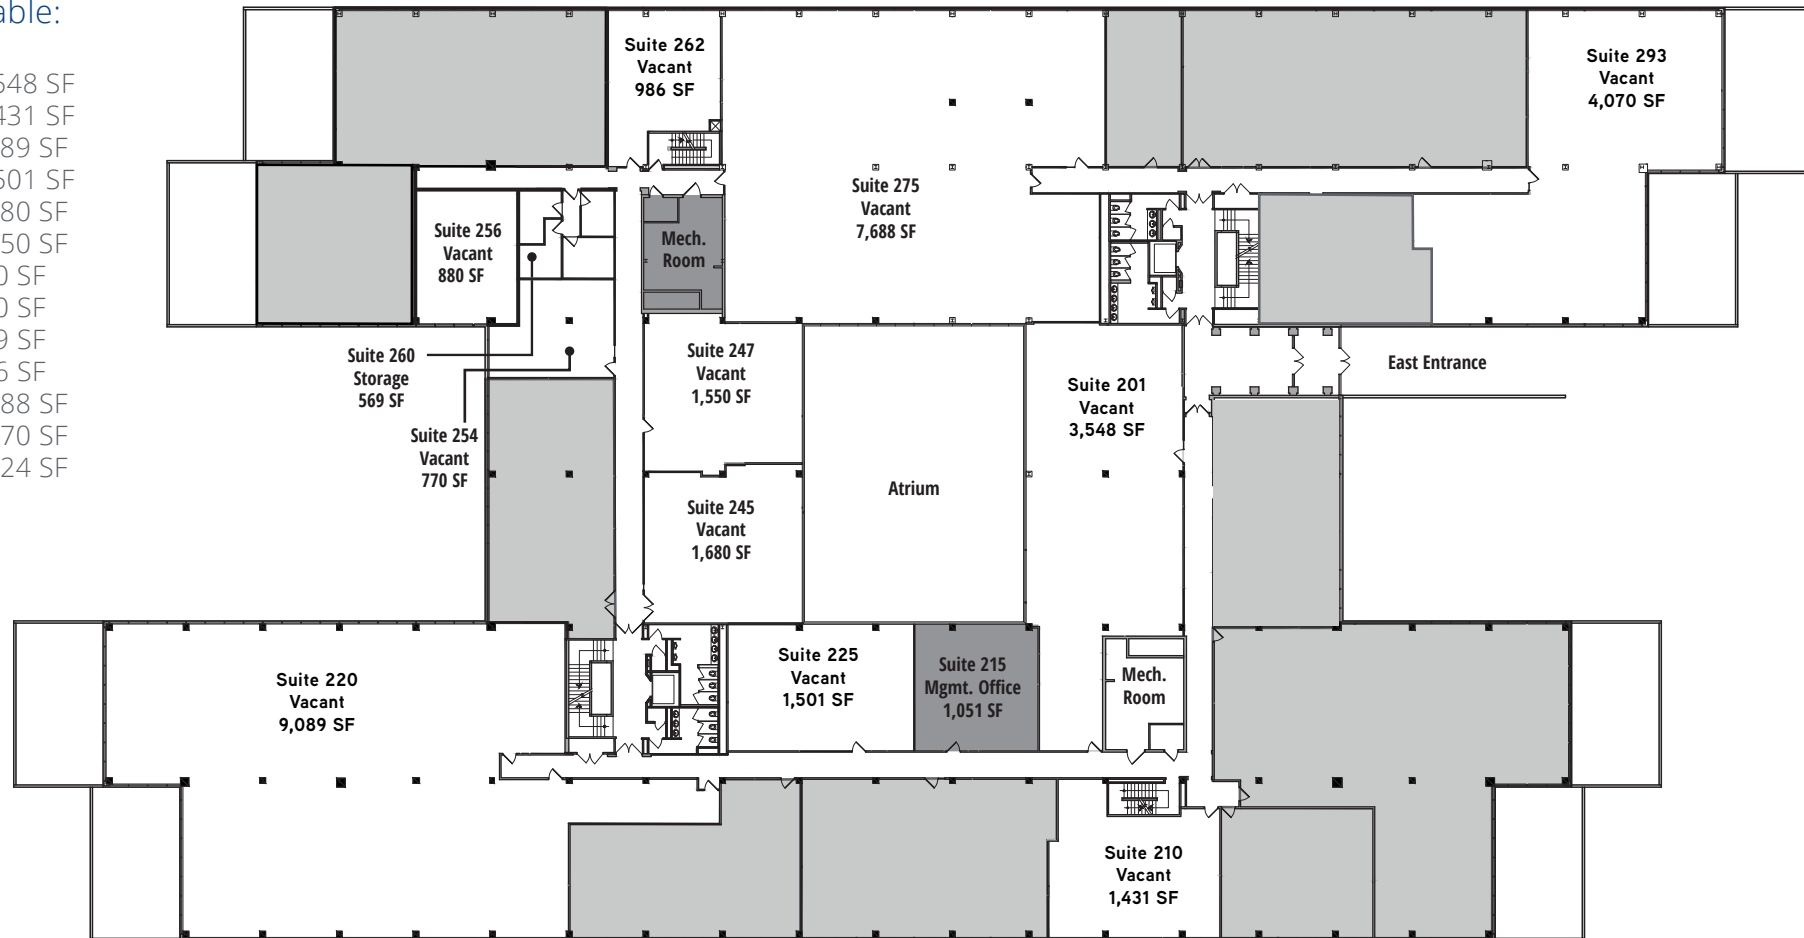 able:
548 SF
431 SF
89 SF
501 SF
80 SF
50 SF
0 SF
0 SF
9 SF
6 SF
88 SF
70 SF
24 SF
Suite 262
Vacant
986 SF
Suite 293
Vacant
4,070 SF
Suite 275
Vacant
7,688 SF
Suite 256
Vacant
880 SF
Mech.
Room
Suite 260
Storage
569 SF
Suite 254
Vacant
770 SF
Suite 247
Vacant
1,550 SF
Suite 201
Vacant
3,548 SF
East Entrance
Atrium
Suite 245
Vacant
1,680 SF
Suite 220
Vacant
9,089 SF
Suite 225
Vacant
1,501 SF
Suite 215
Mgmt. Office
1,051 SF
Mech.
Room
Suite 210
Vacant
1,431 SF